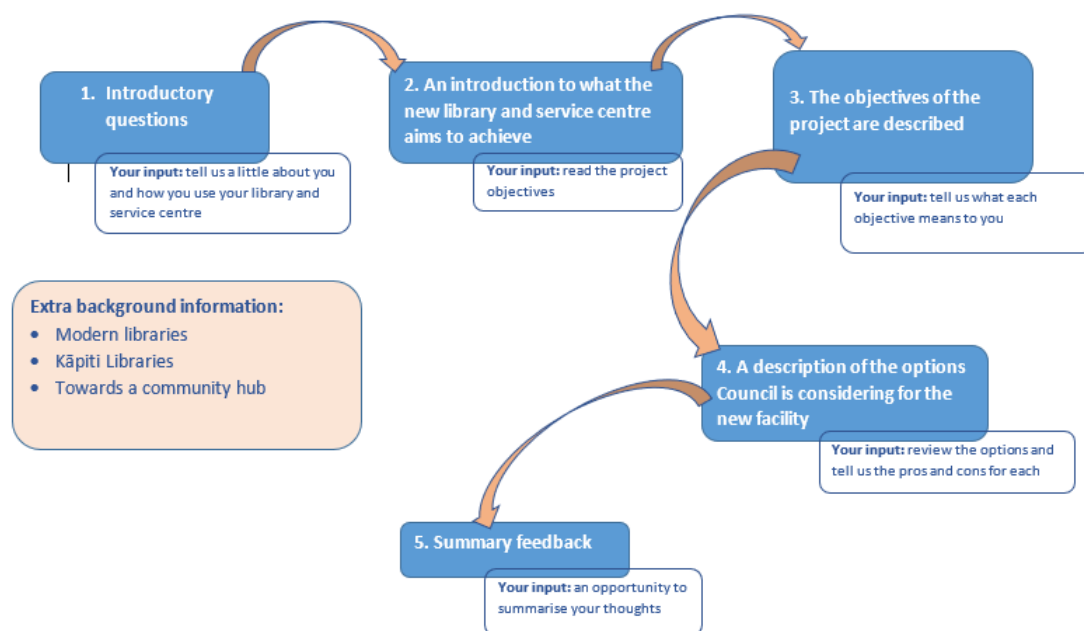 1. Introductory
questions
Your input: tell us a little about you
and how you use your library and
service centre
2. An introduction to what the
new library and service centre
aims to achieve
Your input: read the project
objectives
3. The objectives of the
project are described
Your input: tell us what each
objective means to you
Extra background information:
• Modern libraries
• Kāpiti Libraries
• Towards a community hub
4. A description of the options
Council is considering for the
new facility
Your input: review the options and
tell us the pros and cons for each
5. Summary feedback
Your input: an opportunity to
summarise your thoughts